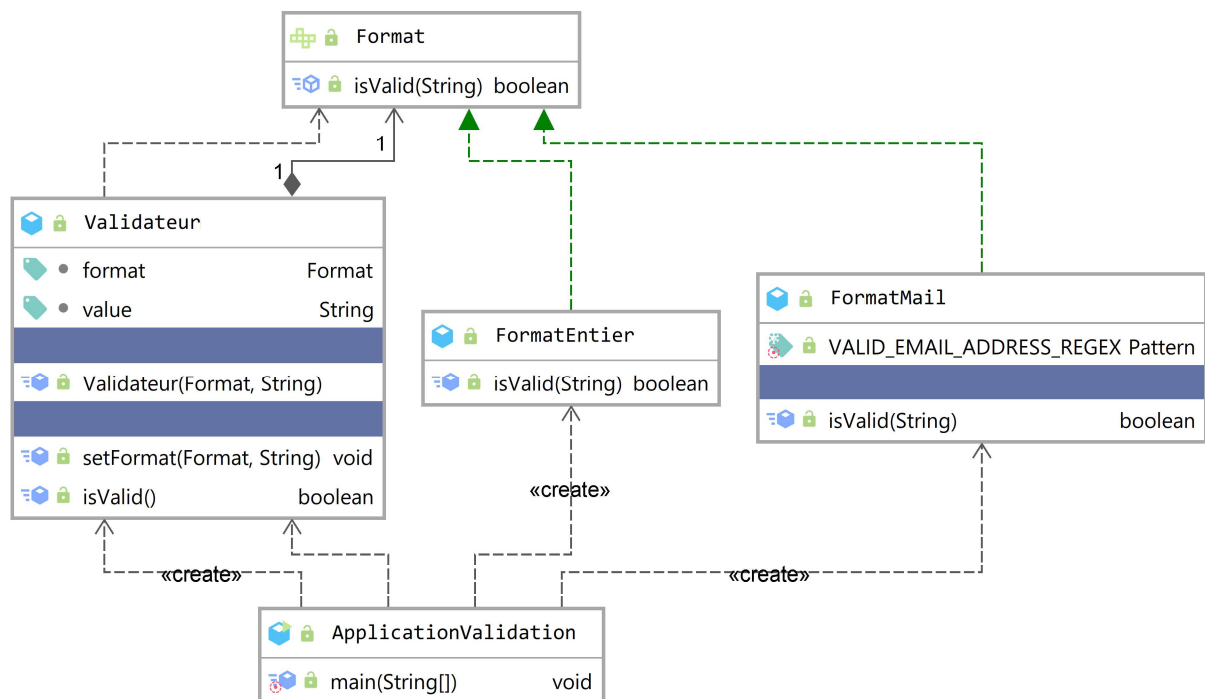 Format
isValid(String) boolean
1
1
Validateur
format Format
value String
Validateur(Format, String)
setFormat(Format, String) void
isValid() boolean
FormatEntier
isValid(String) boolean
FormatMail
VALID_EMAIL_ADDRESS_REGEX Pattern
isValid(String) boolean
«create»
«create»
«create»
ApplicationValidation
main(String[]) void